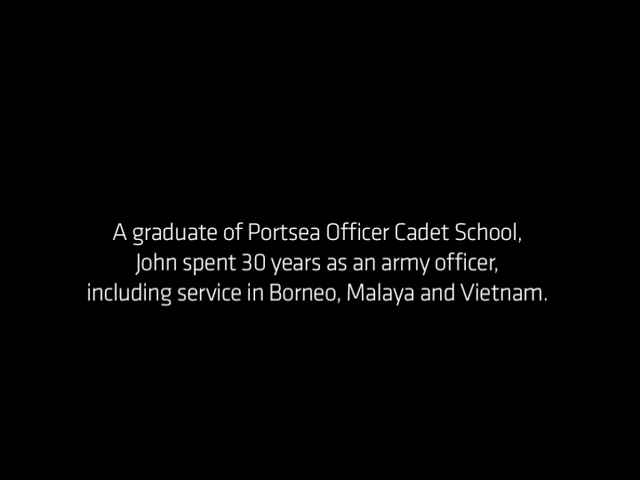 A graduate of Portsea Officer Cadet School,
John spent 30 years as an army officer,
including service in Borneo, Malaya and Vietnam.